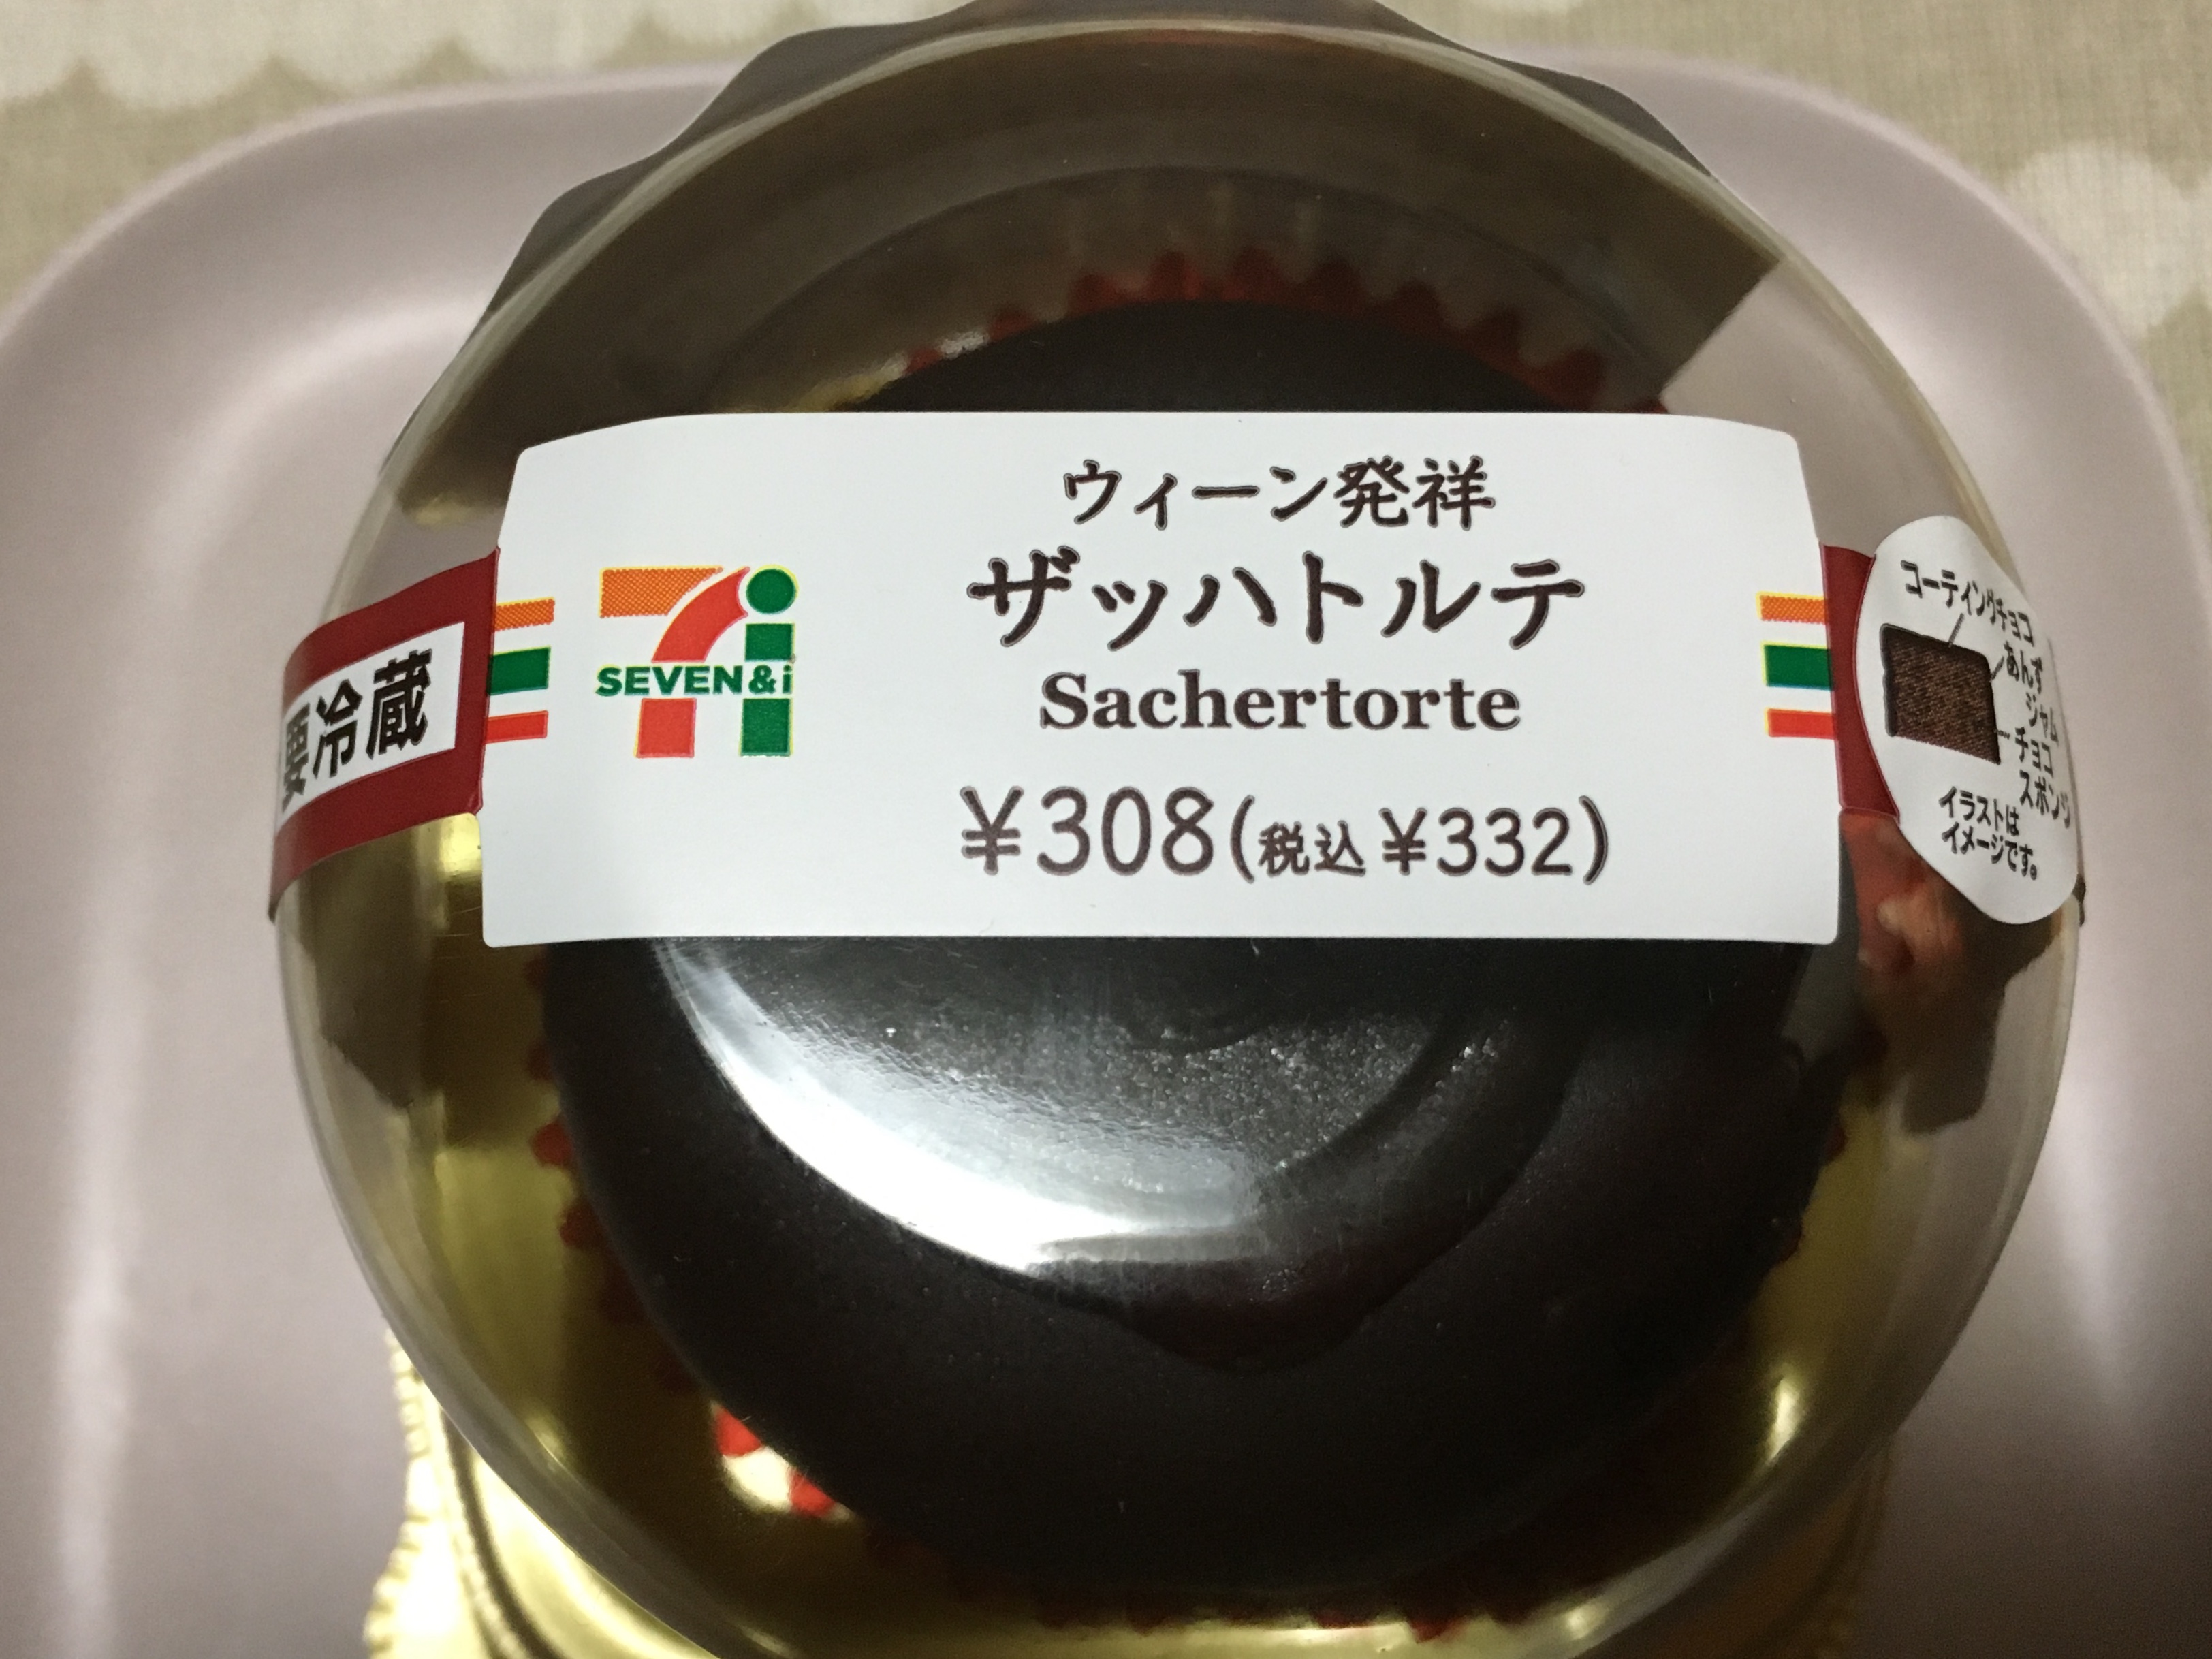 ウィーン発祥
ザッハトルテ
Sachertorte
¥308(税込¥332)
SEVEN&i
要冷蔵
コーティングチョコ
あんず
ジャム
チョコ
スポンジ
イラストは
イメージです。